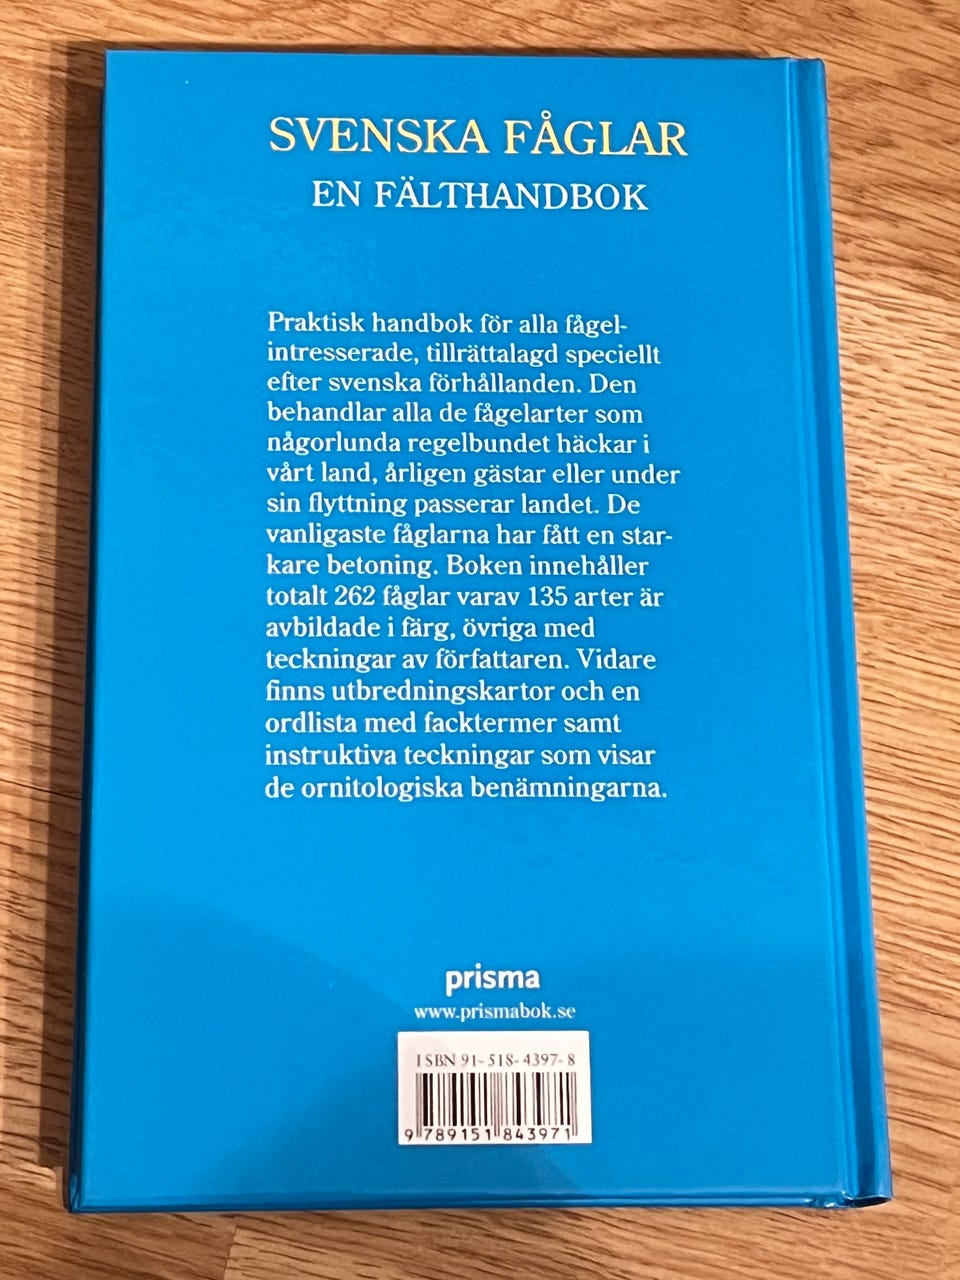 SVENSKA FÅGLAR
EN FÄLTHANDBOK
Praktisk handbok för alla fågel-
intresserade, tillrättalagd speciellt
efter svenska förhållanden. Den
behandlar alla de fågelarter som
någorlunda regelbundet häckar i
vårt land, årligen gästar eller under
sin flyttning passerar landet. De
vanligaste fåglarna har fått en star-
kare betoning. Boken innehåller
totalt 262 fåglar varav 135 arter är
avbildade i färg, övriga med
teckningar av författaren. Vidare
finns utbredningskartor och en
ordlista med facktermer samt
instruktiva teckningar som visar
de ornitologiska benämningarna.
prisma
www.prismabok.se
ISBN 91-518-4397-8
9 789151 843971